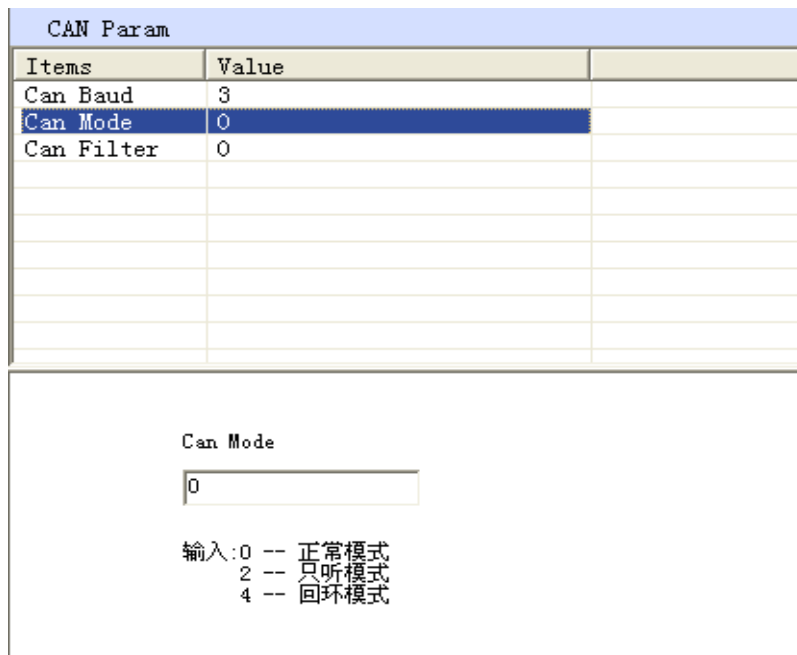 CAN Param
Items Value
Can Baud 3
Can Mode 0
Can Filter 0
Can Mode
0
输入:0 -- 正常模式
2 -- 只听模式
4 -- 回环模式